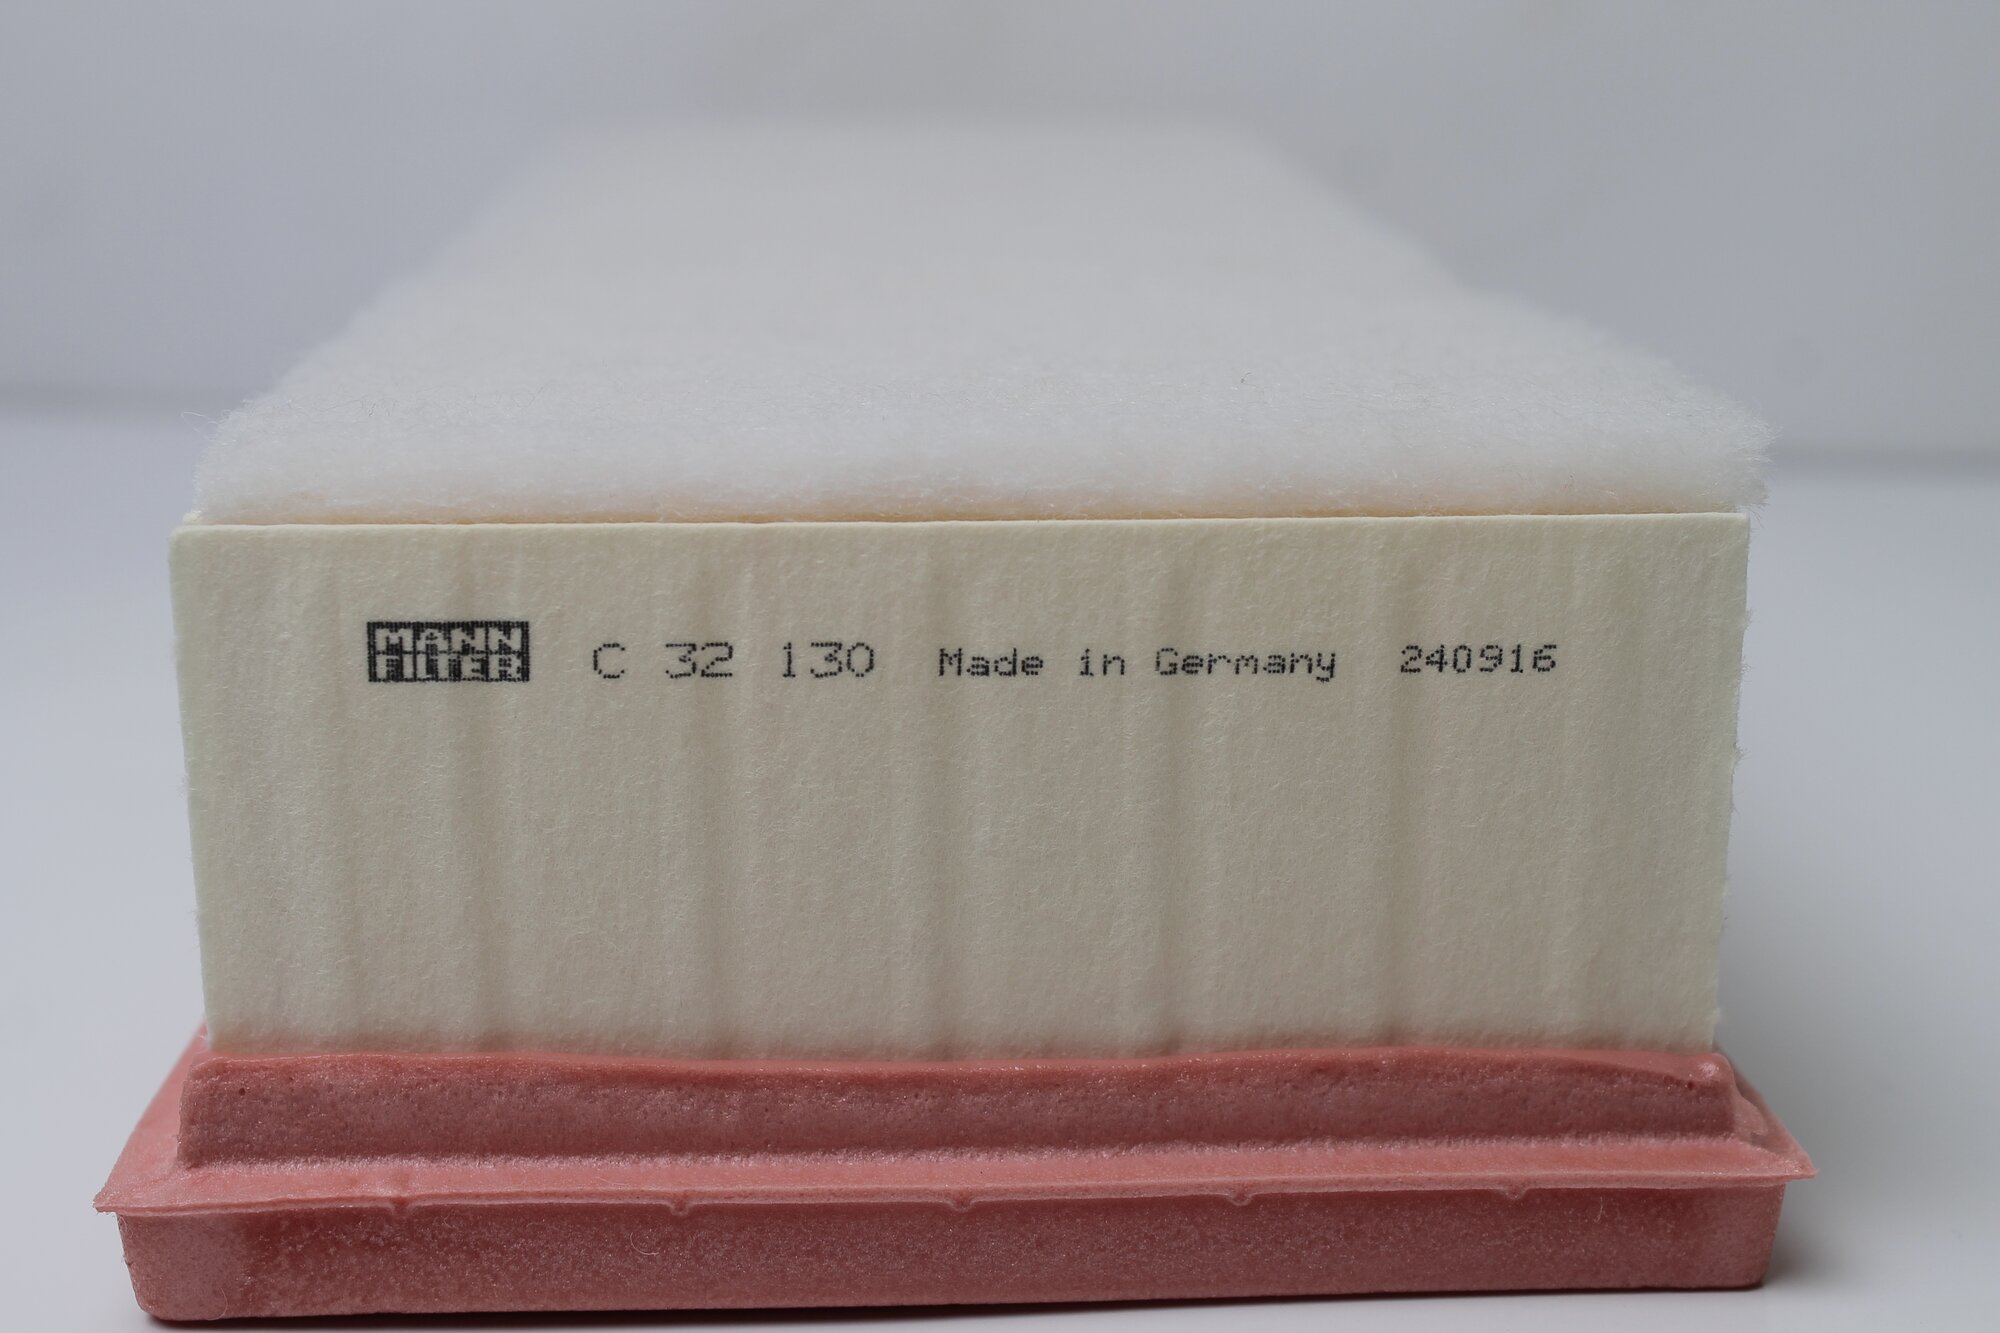 MANN FILTER C 32 130 Made in Germany 240916